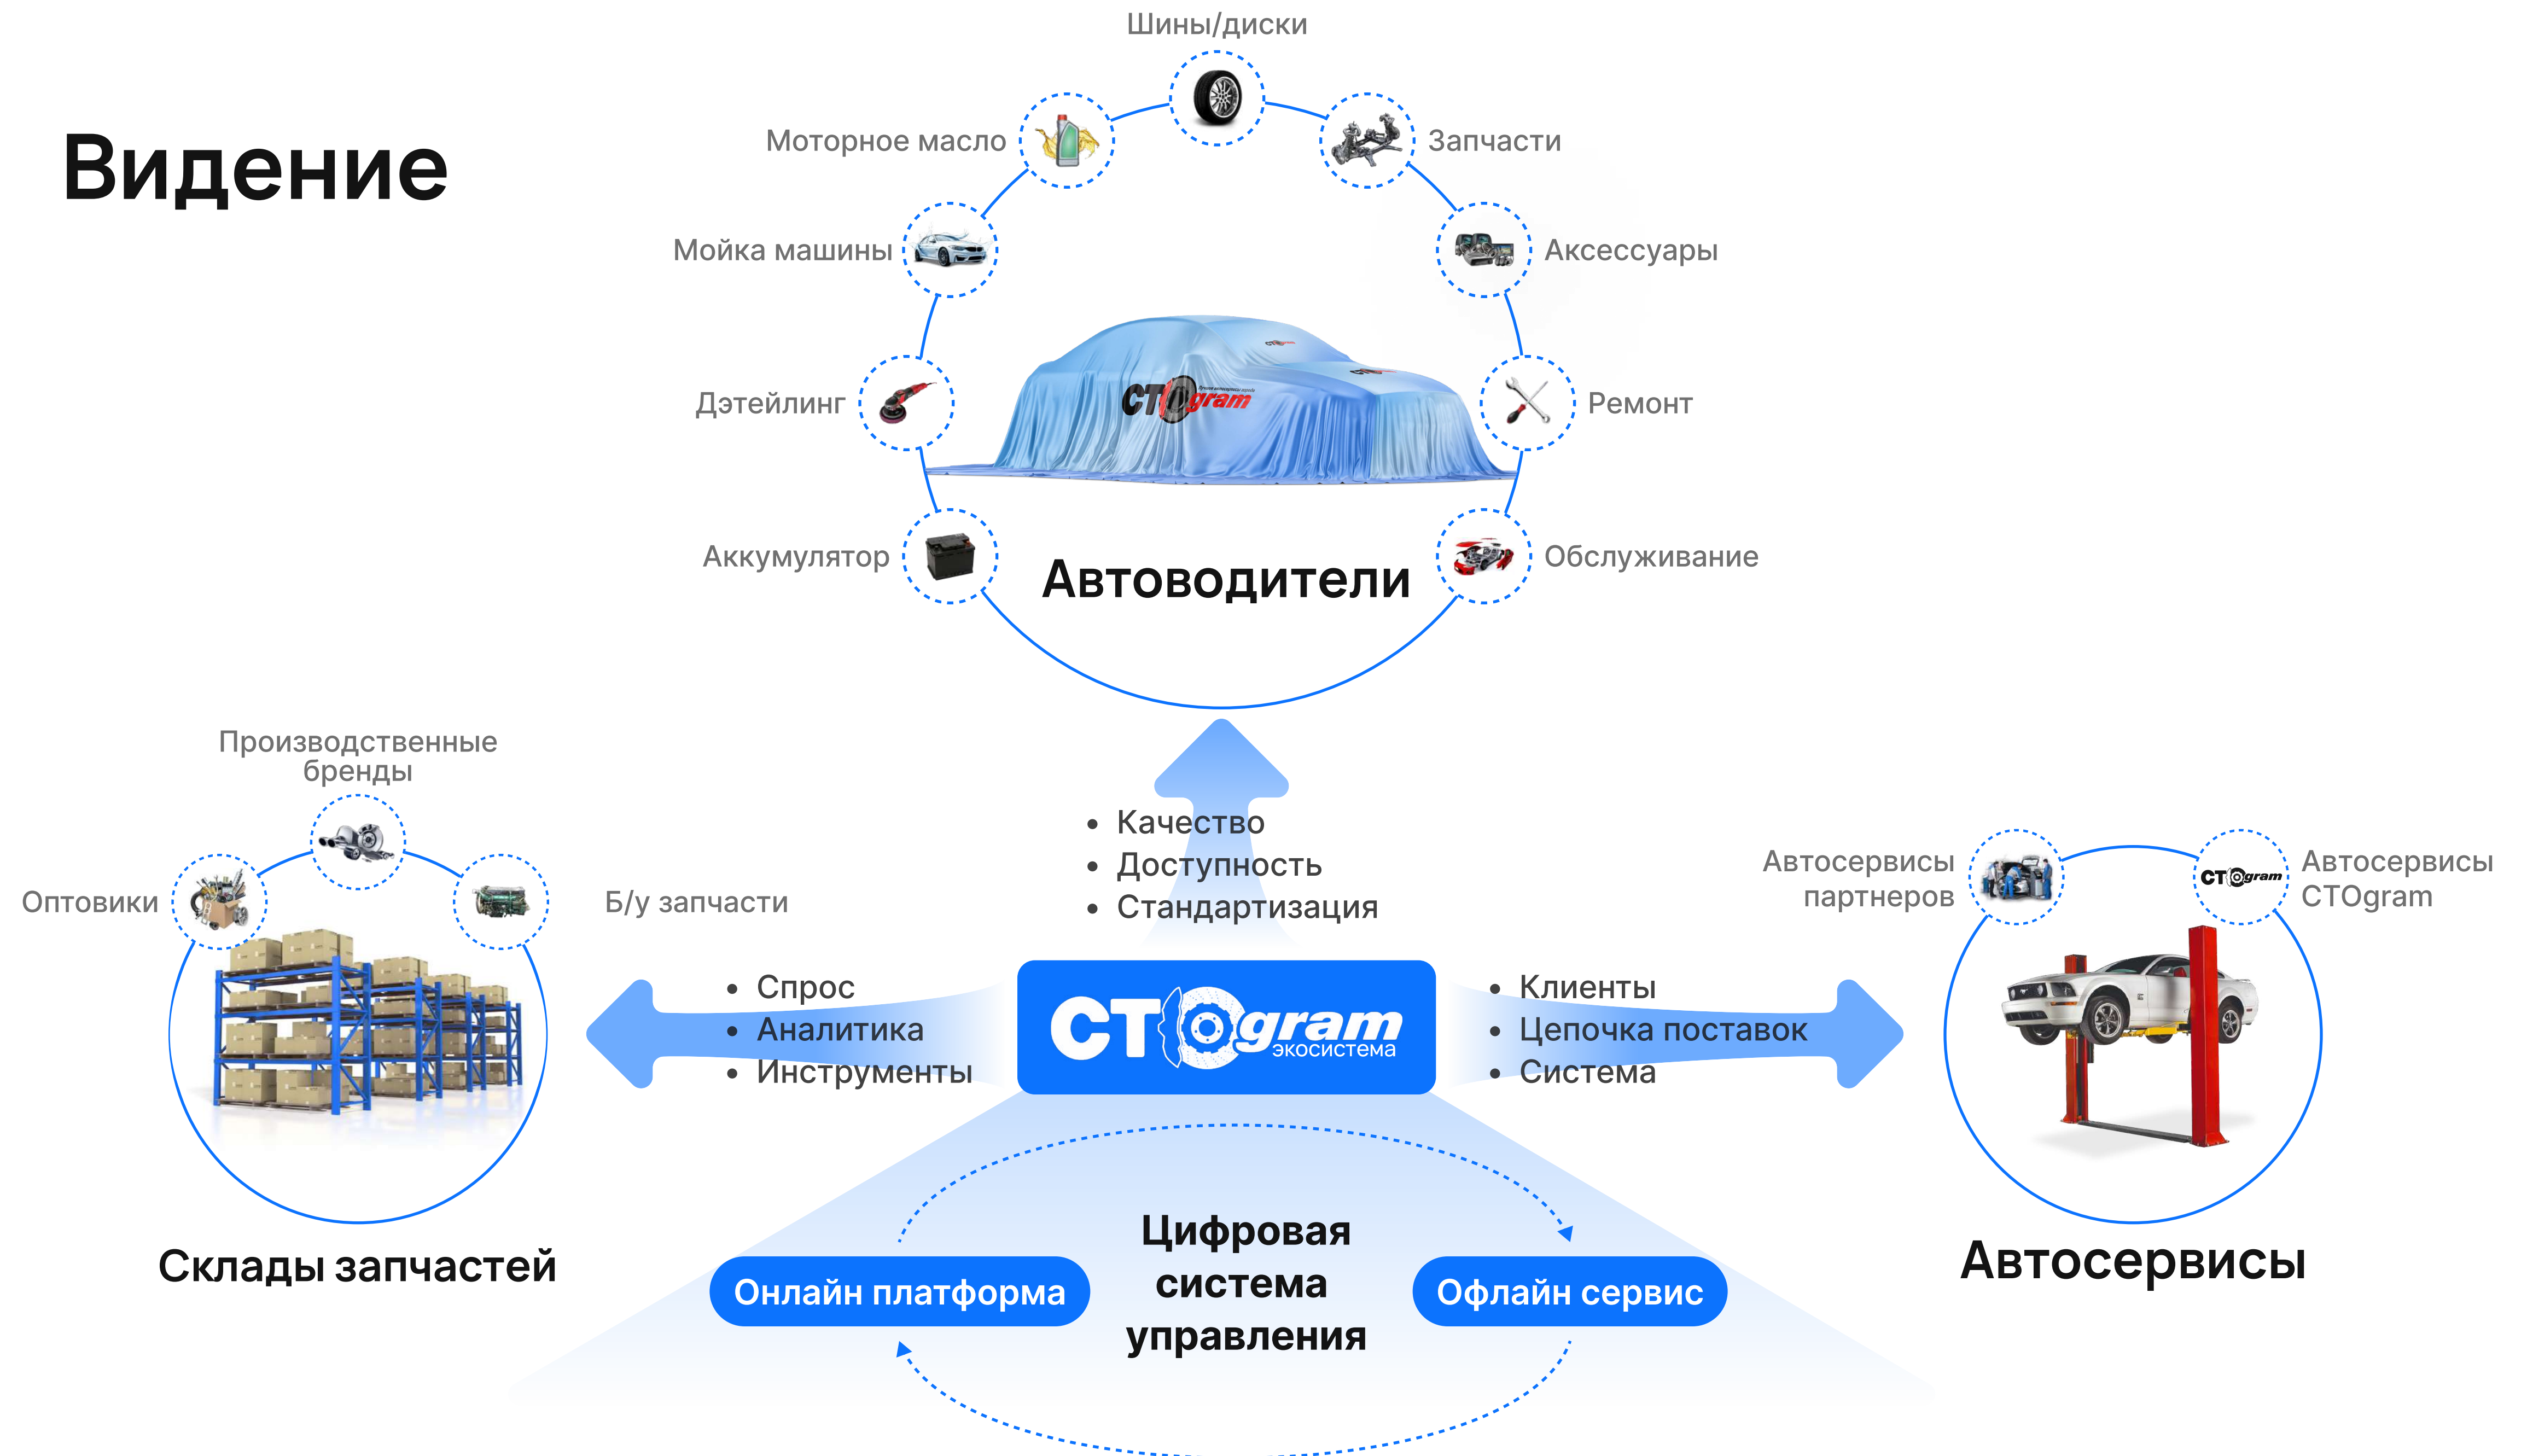 Видение
Шины/диски
Моторное масло
Запчасти
Мойка машины
Аксессуары
Дэтейлинг
Ремонт
Аккумулятор
Обслуживание
CTOgram
Автоводители
Производственные
бренды
Оптовики
Б/у запчасти
Склады запчастей
• Качество
• Доступность
• Стандартизация
• Спрос
• Аналитика
• Инструменты
CTOgram
экосистема
• Клиенты
• Цепочка поставок
• Система
Автосервисы
партнеров
CTOgram
Автосервисы
CTOgram
Автосервисы
Онлайн платформа
Цифровая
система
управления
Офлайн сервис